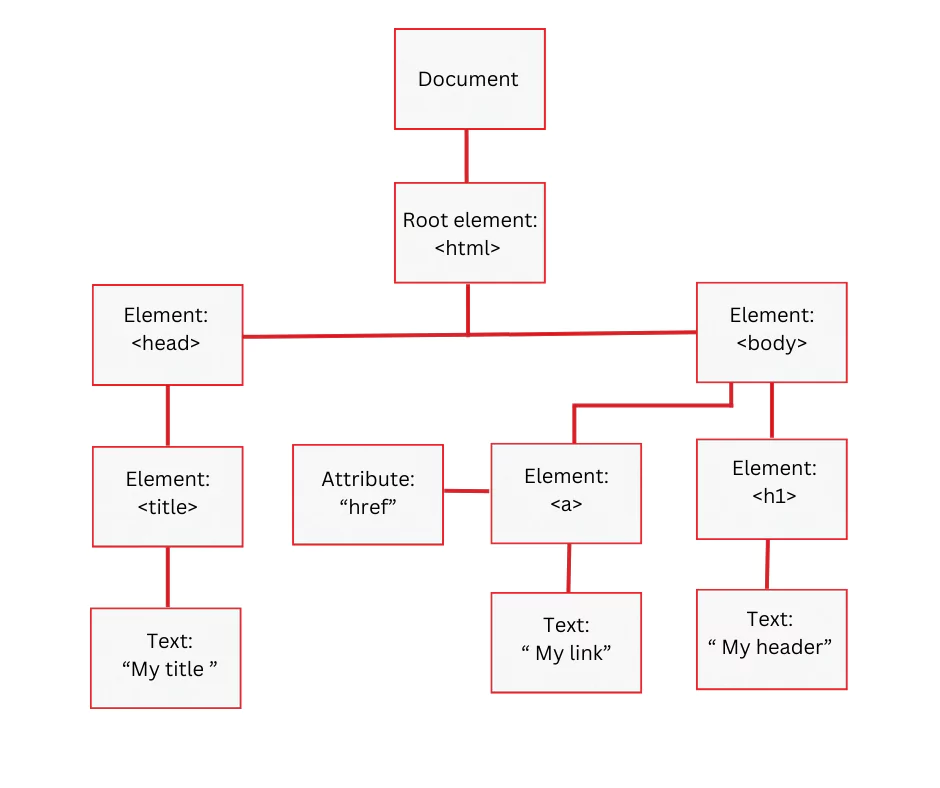 Document
Root element:
<html>
Element:
<head>
Element:
<body>
Element:
<title>
Attribute:
“href”
Element:
<a>
Element:
<h1>
Text:
“My title ”
Text:
“ My link”
Text:
“ My header”